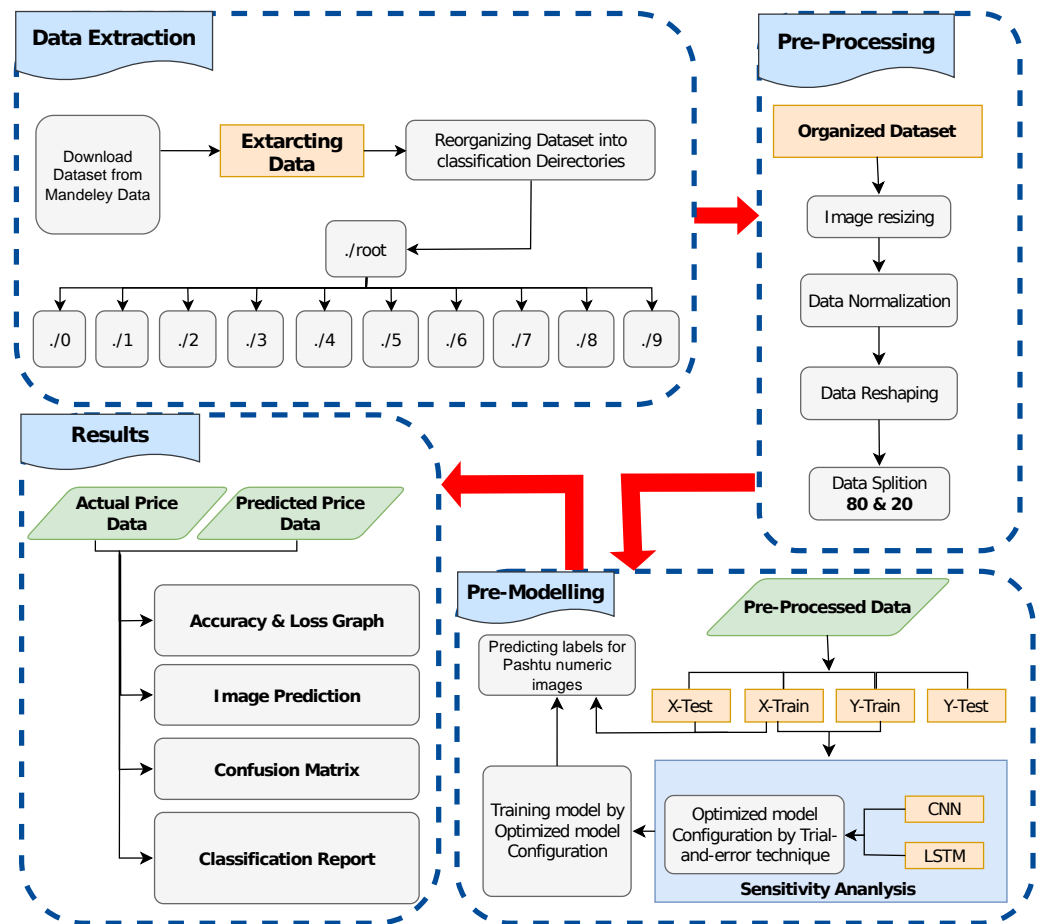 Data Extraction
Download
Dataset from
Mandeley Data
Extarcting
Data
Reorganizing Dataset into
classification Deirectories
./root
./0
./1
./2
./3
./4
./5
./6
./7
./8
./9
Pre-Processing
Organized Dataset
Image resizing
Data Normalization
Data Reshaping
Data Splition
80 & 20
Results
Actual Price
Data
Predicted Price
Data
Accuracy & Loss Graph
Image Prediction
Confusion Matrix
Classification Report
Pre-Modelling
Pre-Processed Data
Predicting labels for
Pashtu numeric
images
X-Test
X-Train
Y-Train
Y-Test
Training model by
Optimized model
Configuration
Optimized model
Configuration by Trial-
and-error technique
CNN
LSTM
Sensitivity Ananlysis